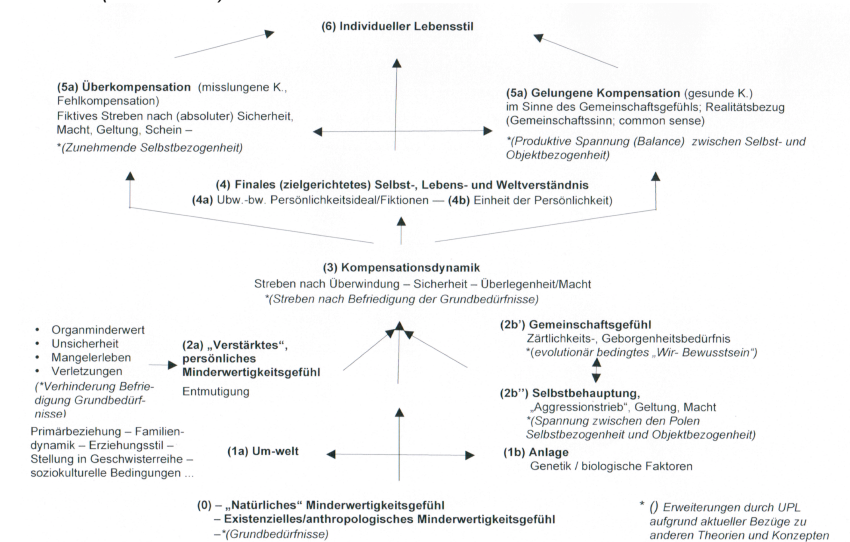 (6) Individueller Lebensstil
(5a) Überkompensation (misslungene K.,
Fehlkompensation)
Fiktives Streben nach (absoluter) Sicherheit,
Macht, Geltung, Schein –
*(Zunehmende Selbstbezogenheit)
(5a) Gelungene Kompensation (gesunde K.)
im Sinne des Gemeinschaftsgefühls; Realitätsbezug
(Gemeinschaftssinn; common sense)
*(Produktive Spannung (Balance) zwischen Selbst- und
Objektbezogenheit)
(4) Finales (zielgerichtetes) Selbst-, Lebens- und Weltverständnis
(4a) Ubw.-bw. Persönlichkeitsideal/Fiktionen — (4b) Einheit der Persönlichkeit)
(3) Kompensationsdynamik
Streben nach Überwindung – Sicherheit – Überlegenheit/Macht
*(Streben nach Befriedigung der Grundbedürfnisse)
• Organminderwert
• Unsicherheit
• Mangelerleben
• Verletzungen
(*Verhinderung Befrie-
digung Grundbedürf-
nisse)
Primärbeziehung – Familien-
dynamik – Erziehungsstil –
Stellung in Geschwisterreihe –
soziokulturelle Bedingungen ...
(2a) „Verstärktes“,
persönliches
Minderwertigkeitsgefühl
Entmutigung
(2b') Gemeinschaftsgefühl
Zärtlichkeits-, Geborgenheitsbedürfnis
*(evolutionär bedingtes „Wir- Bewusstsein“)
(2b'') Selbstbehauptung,
„Aggressionstrieb“, Geltung, Macht
*(Spannung zwischen den Polen
Selbstbezogenheit und Objektbezogenheit)
(1a) Um-welt
(1b) Anlage
Genetik / biologische Faktoren
(0) – „Natürliches“ Minderwertigkeitsgefühl
– Existenzielles/anthropologisches Minderwertigkeitsgefühl
–*(Grundbedürfnisse)
* () Erweiterungen durch UPL
aufgrund aktueller Bezüge zu
anderen Theorien und Konzepten